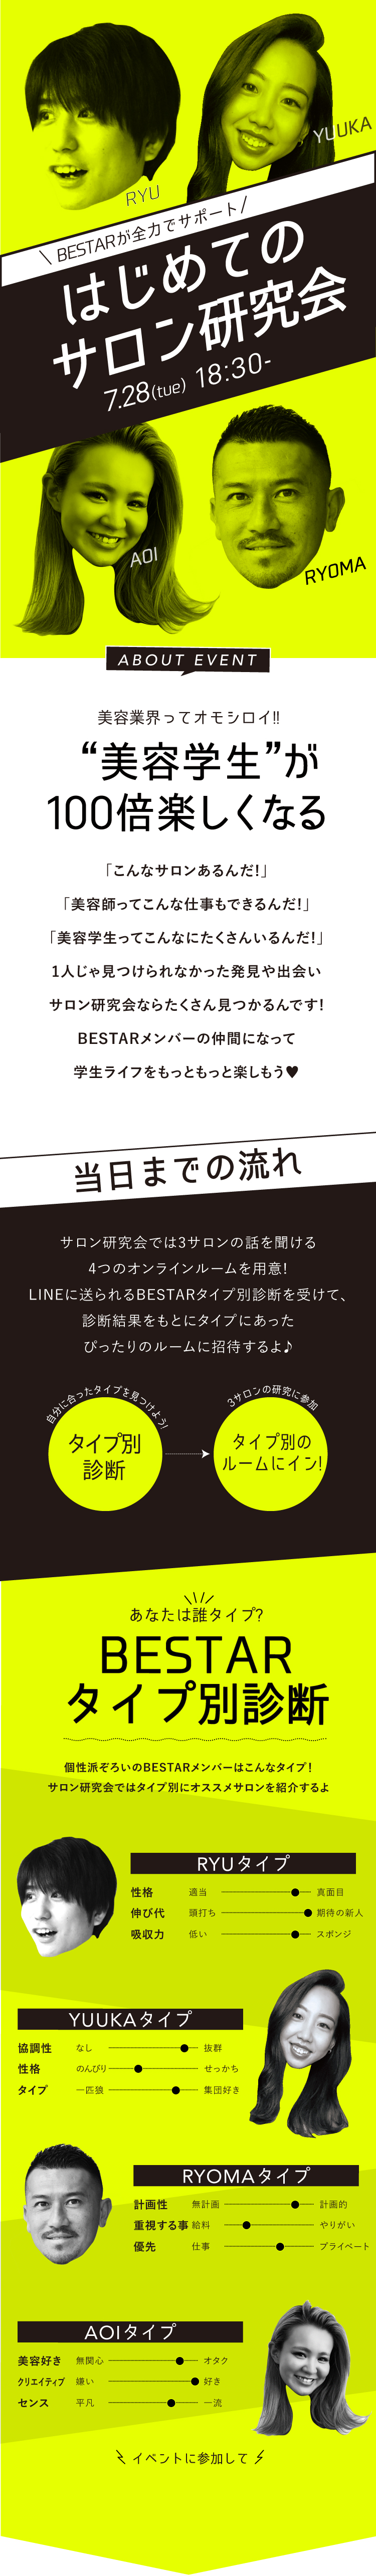 RYU
YUUKA
\ BESTARが全力でサポート /
はじめての
サロン研究会
7.28(tue) 18:30-
AOI
RYOMA
ABOUT EVENT
美容業界ってオモシロイ!!
“美容学生”が
100倍楽しくなる
「こんなサロンあるんだ!」
「美容師ってこんな仕事もできるんだ!」
「美容学生ってこんなにたくさんいるんだ!」
1人じゃ見つけられなかった発見や出会い
サロン研究会ならたくさん見つかるんです!
BESTARメンバーの仲間になって
学生ライフをもっともっと楽しもう♥
当日までの流れ
サロン研究会では3サロンの話を聞ける
4つのオンラインルームを用意!
LINEに送られるBESTARタイプ別診断を受けて、
診断結果をもとにタイプにあった
ぴったりのルームに招待するよ♪
自分に合ったタイプを見つけよう!
タイプ別
診断
3サロンの研究に参加
タイプ別の
ルームにイン!
あなたは誰タイプ?
BESTAR
タイプ別診断
個性派ぞろいのBESTARメンバーはこんなタイプ!
サロン研究会ではタイプ別にオススメサロンを紹介するよ
RYUタイプ
性格 適当 真面目
伸び代 頭打ち 期待の新人
吸収力 低い スポンジ
YUUKAタイプ
協調性 なし 抜群
性格 のんびり せっかち
タイプ 一匹狼 集団好き
RYOMAタイプ
計画性 無計画 計画的
重視する事 給料 やりがい
優先 仕事 プライベート
AOIタイプ
美容好き 無関心 オタク
クリエイティブ 嫌い 好き
センス 平凡 一流
イベントに参加して